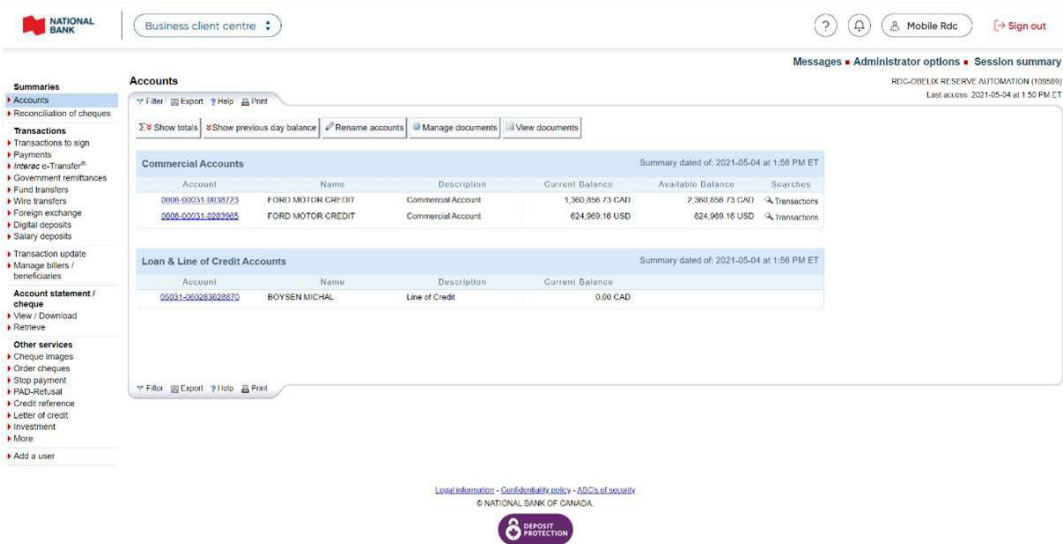 NATIONAL
BANK
Business client centre
?
Mobile Rdc
Sign out
Messages ▪ Administrator options ▪ Session summary
RDC-OBELIX RESERVE AUTOMATION (109569)
Last access: 2021-05-04 at 1:50 PM ET
Summaries
Accounts
Reconciliation of cheques
Transactions
Transactions to sign
Payments
Interac e-Transfer®
Government remittances
Fund transfers
Wire transfers
Foreign exchange
Digital deposits
Salary deposits
Transaction update
Manage billers /
beneficiaries
Account statement /
cheque
View / Download
Retrieve
Other services
Cheque images
Order cheques
Stop payment
PAD-Refusal
Credit reference
Letter of credit
Investment
More
Add a user
Accounts
Filter Export ? Help Print
Σ Show totals Show previous day balance Rename accounts Manage documents View documents
Commercial Accounts Summary dated of: 2021-05-04 at 1:56 PM ET
Account Name Description Current Balance Available Balance Searches
0006-00031-0038723 FORD MOTOR CREDIT Commercial Account 1,360,856.73 CAD 2,360,856.73 CAD Transactions
0006-00031-0283965 FORD MOTOR CREDIT Commercial Account 624,969.16 USD 624,969.16 USD Transactions
Loan & Line of Credit Accounts Summary dated of: 2021-05-04 at 1:56 PM ET
Account Name Description Current Balance
05031-060283628870 BOYSEN MICHAL Line of Credit 0.00 CAD
Filter Export ? Help Print
Legal information - Confidentiality policy - ABC's of security
© NATIONAL BANK OF CANADA.
DEPOSIT
PROTECTION